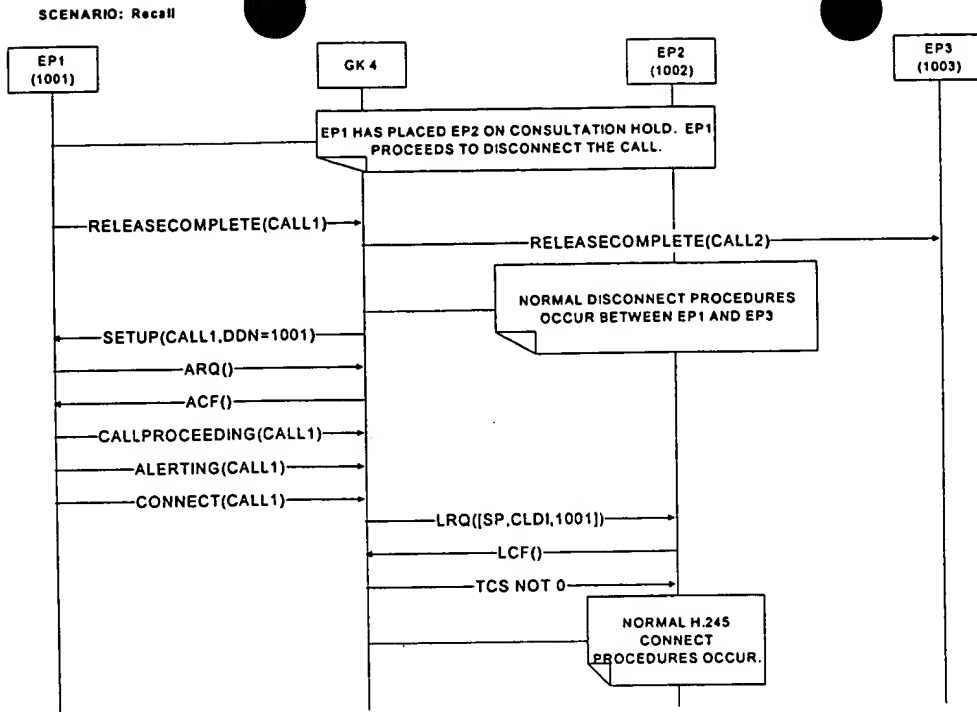 SCENARIO: Recall
EP1
(1001)
GK 4
EP2
(1002)
EP3
(1003)
EP1 HAS PLACED EP2 ON CONSULTATION HOLD. EP1
PROCEEDS TO DISCONNECT THE CALL.
RELEASECOMPLETE(CALL1)
RELEASECOMPLETE(CALL2)
NORMAL DISCONNECT PROCEDURES
OCCUR BETWEEN EP1 AND EP3
SETUP(CALL1,DDN=1001)
ARQ()
ACF()
CALLPROCEEDING(CALL1)
ALERTING(CALL1)
CONNECT(CALL1)
LRQ([SP,CLDI,1001])
LCF()
TCS NOT 0
NORMAL H.245
CONNECT
PROCEDURES OCCUR.